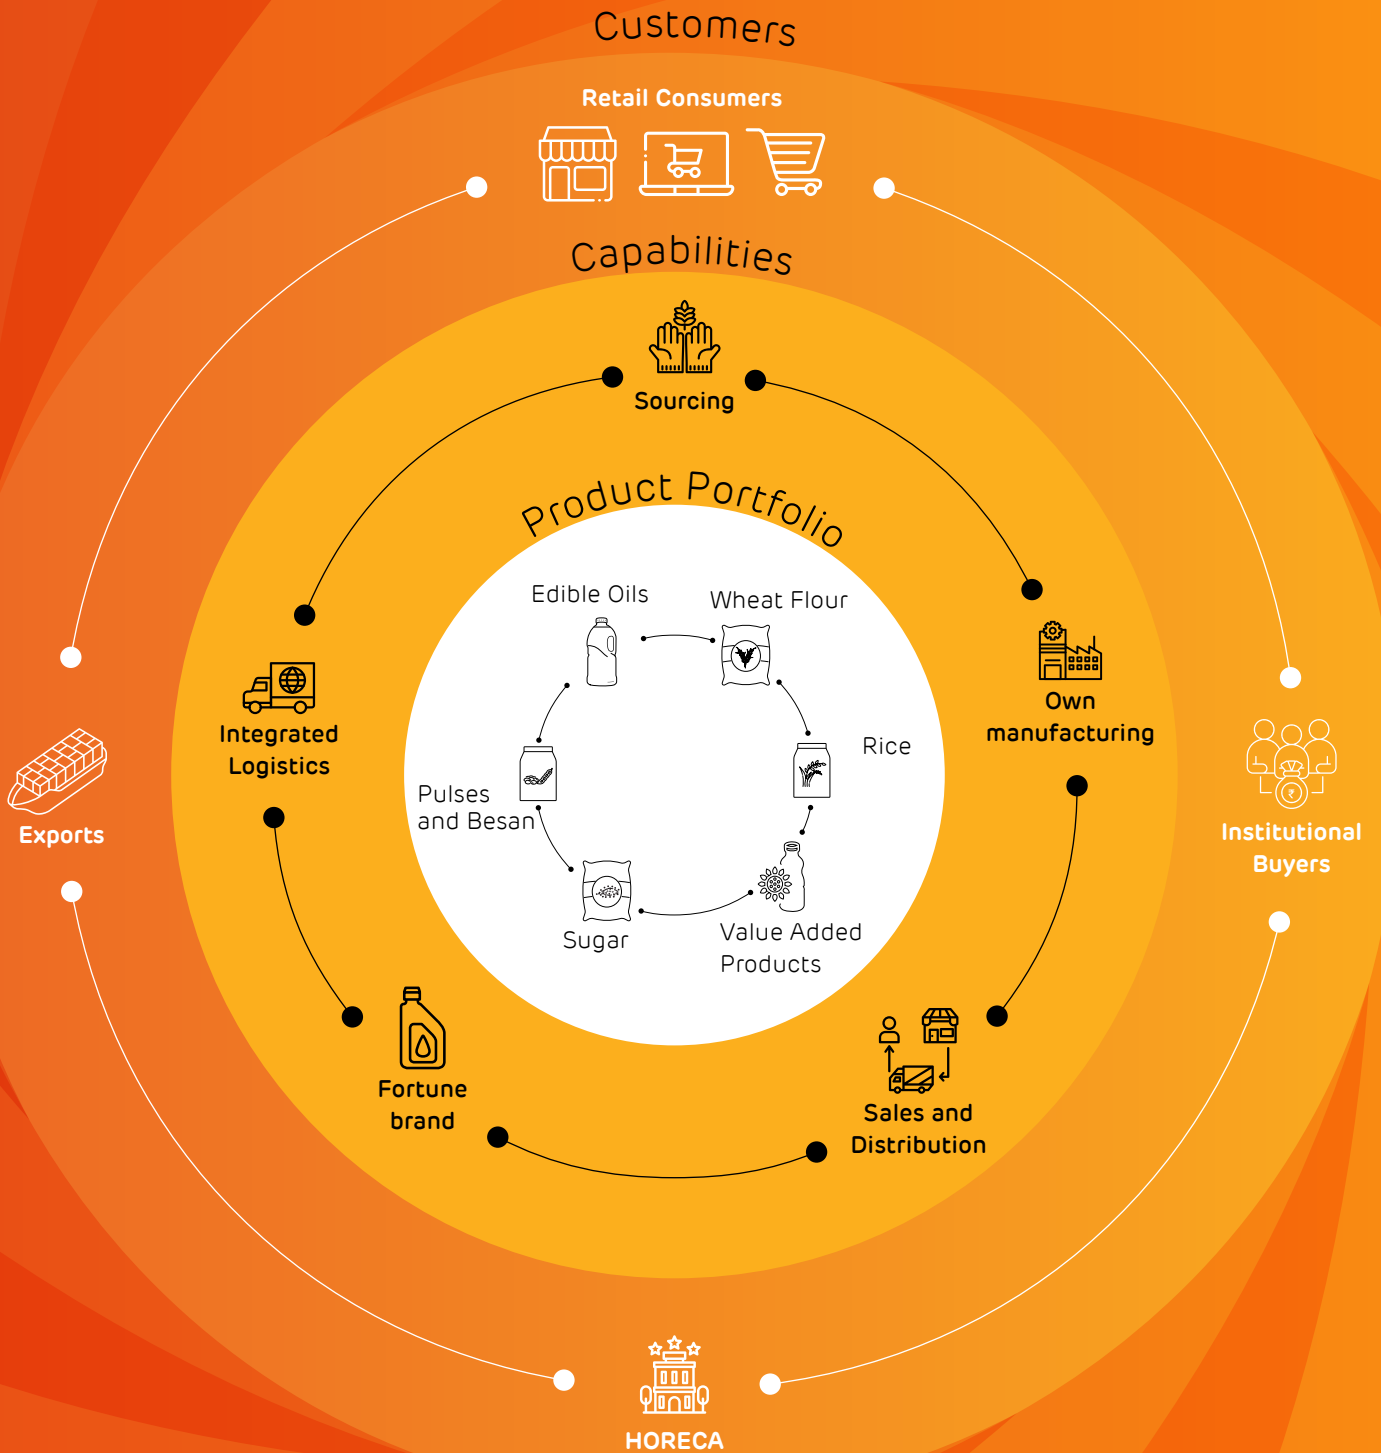 Customers
Retail Consumers
Capabilities
Sourcing
Product Portfolio
Edible Oils
Wheat Flour
Rice
Value Added
Products
Sugar
Pulses
and Besan
Own
manufacturing
Sales and
Distribution
Fortune
brand
Integrated
Logistics
Institutional
Buyers
₹
HORECA
Exports